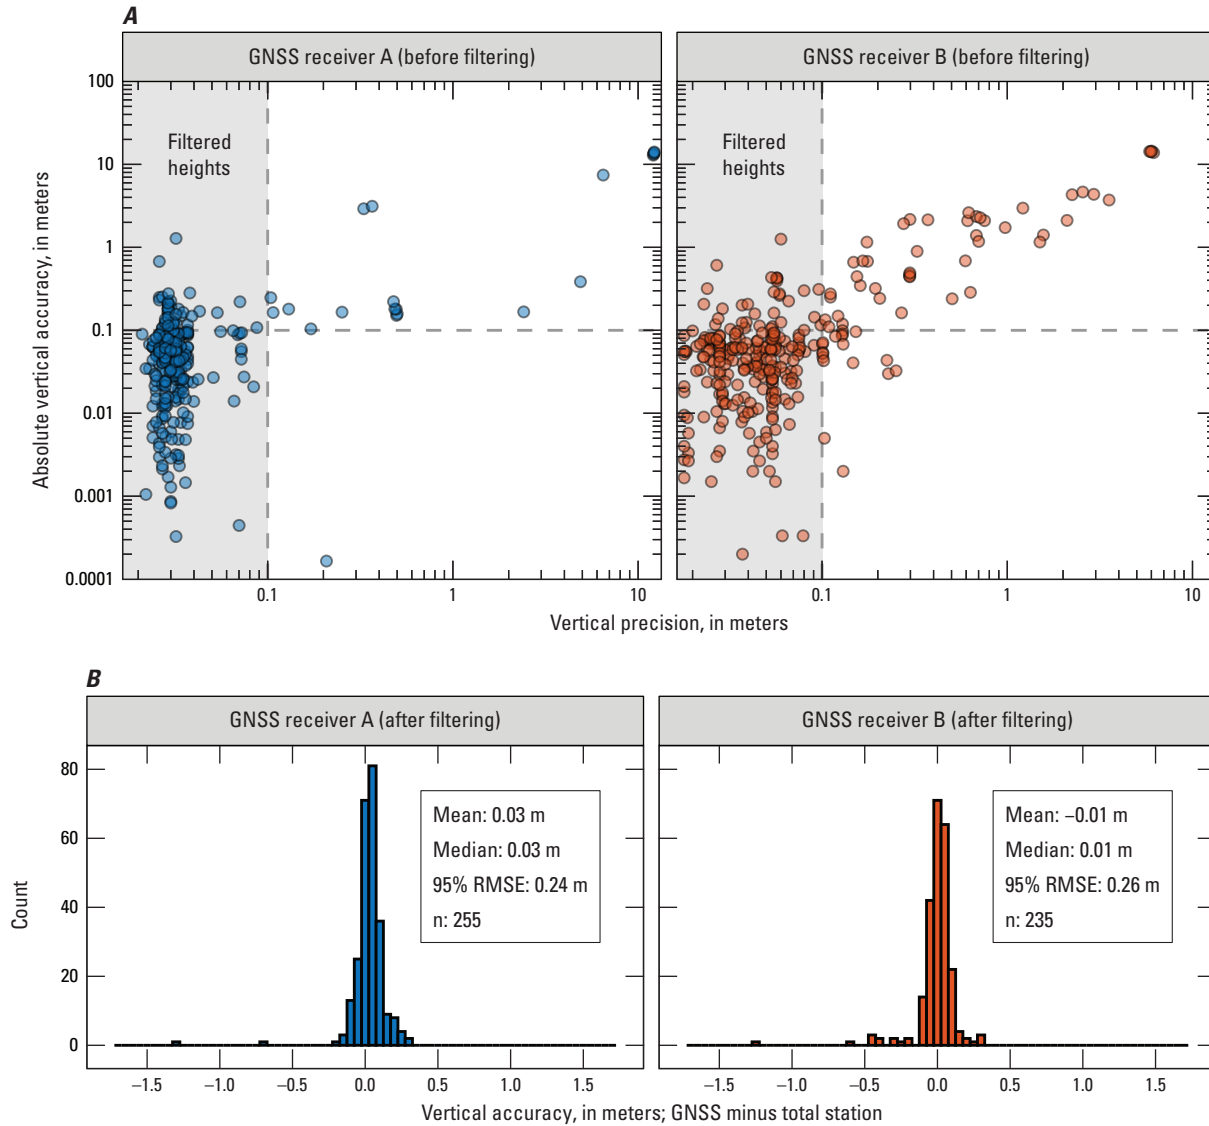 A
GNSS receiver A (before filtering)
GNSS receiver B (before filtering)
100
10
1
0.1
0.01
0.001
0.0001
Absolute vertical accuracy, in meters
Filtered
heights
Filtered
heights
0.1
1
10
0.1
1
10
Vertical precision, in meters
B
GNSS receiver A (after filtering)
GNSS receiver B (after filtering)
80
60
40
20
0
Count
Mean: 0.03 m
Median: 0.03 m
95% RMSE: 0.24 m
n: 255
Mean: −0.01 m
Median: 0.01 m
95% RMSE: 0.26 m
n: 235
−1.5
−1.0
−0.5
0.0
0.5
1.0
1.5
−1.5
−1.0
−0.5
0.0
0.5
1.0
1.5
Vertical accuracy, in meters; GNSS minus total station